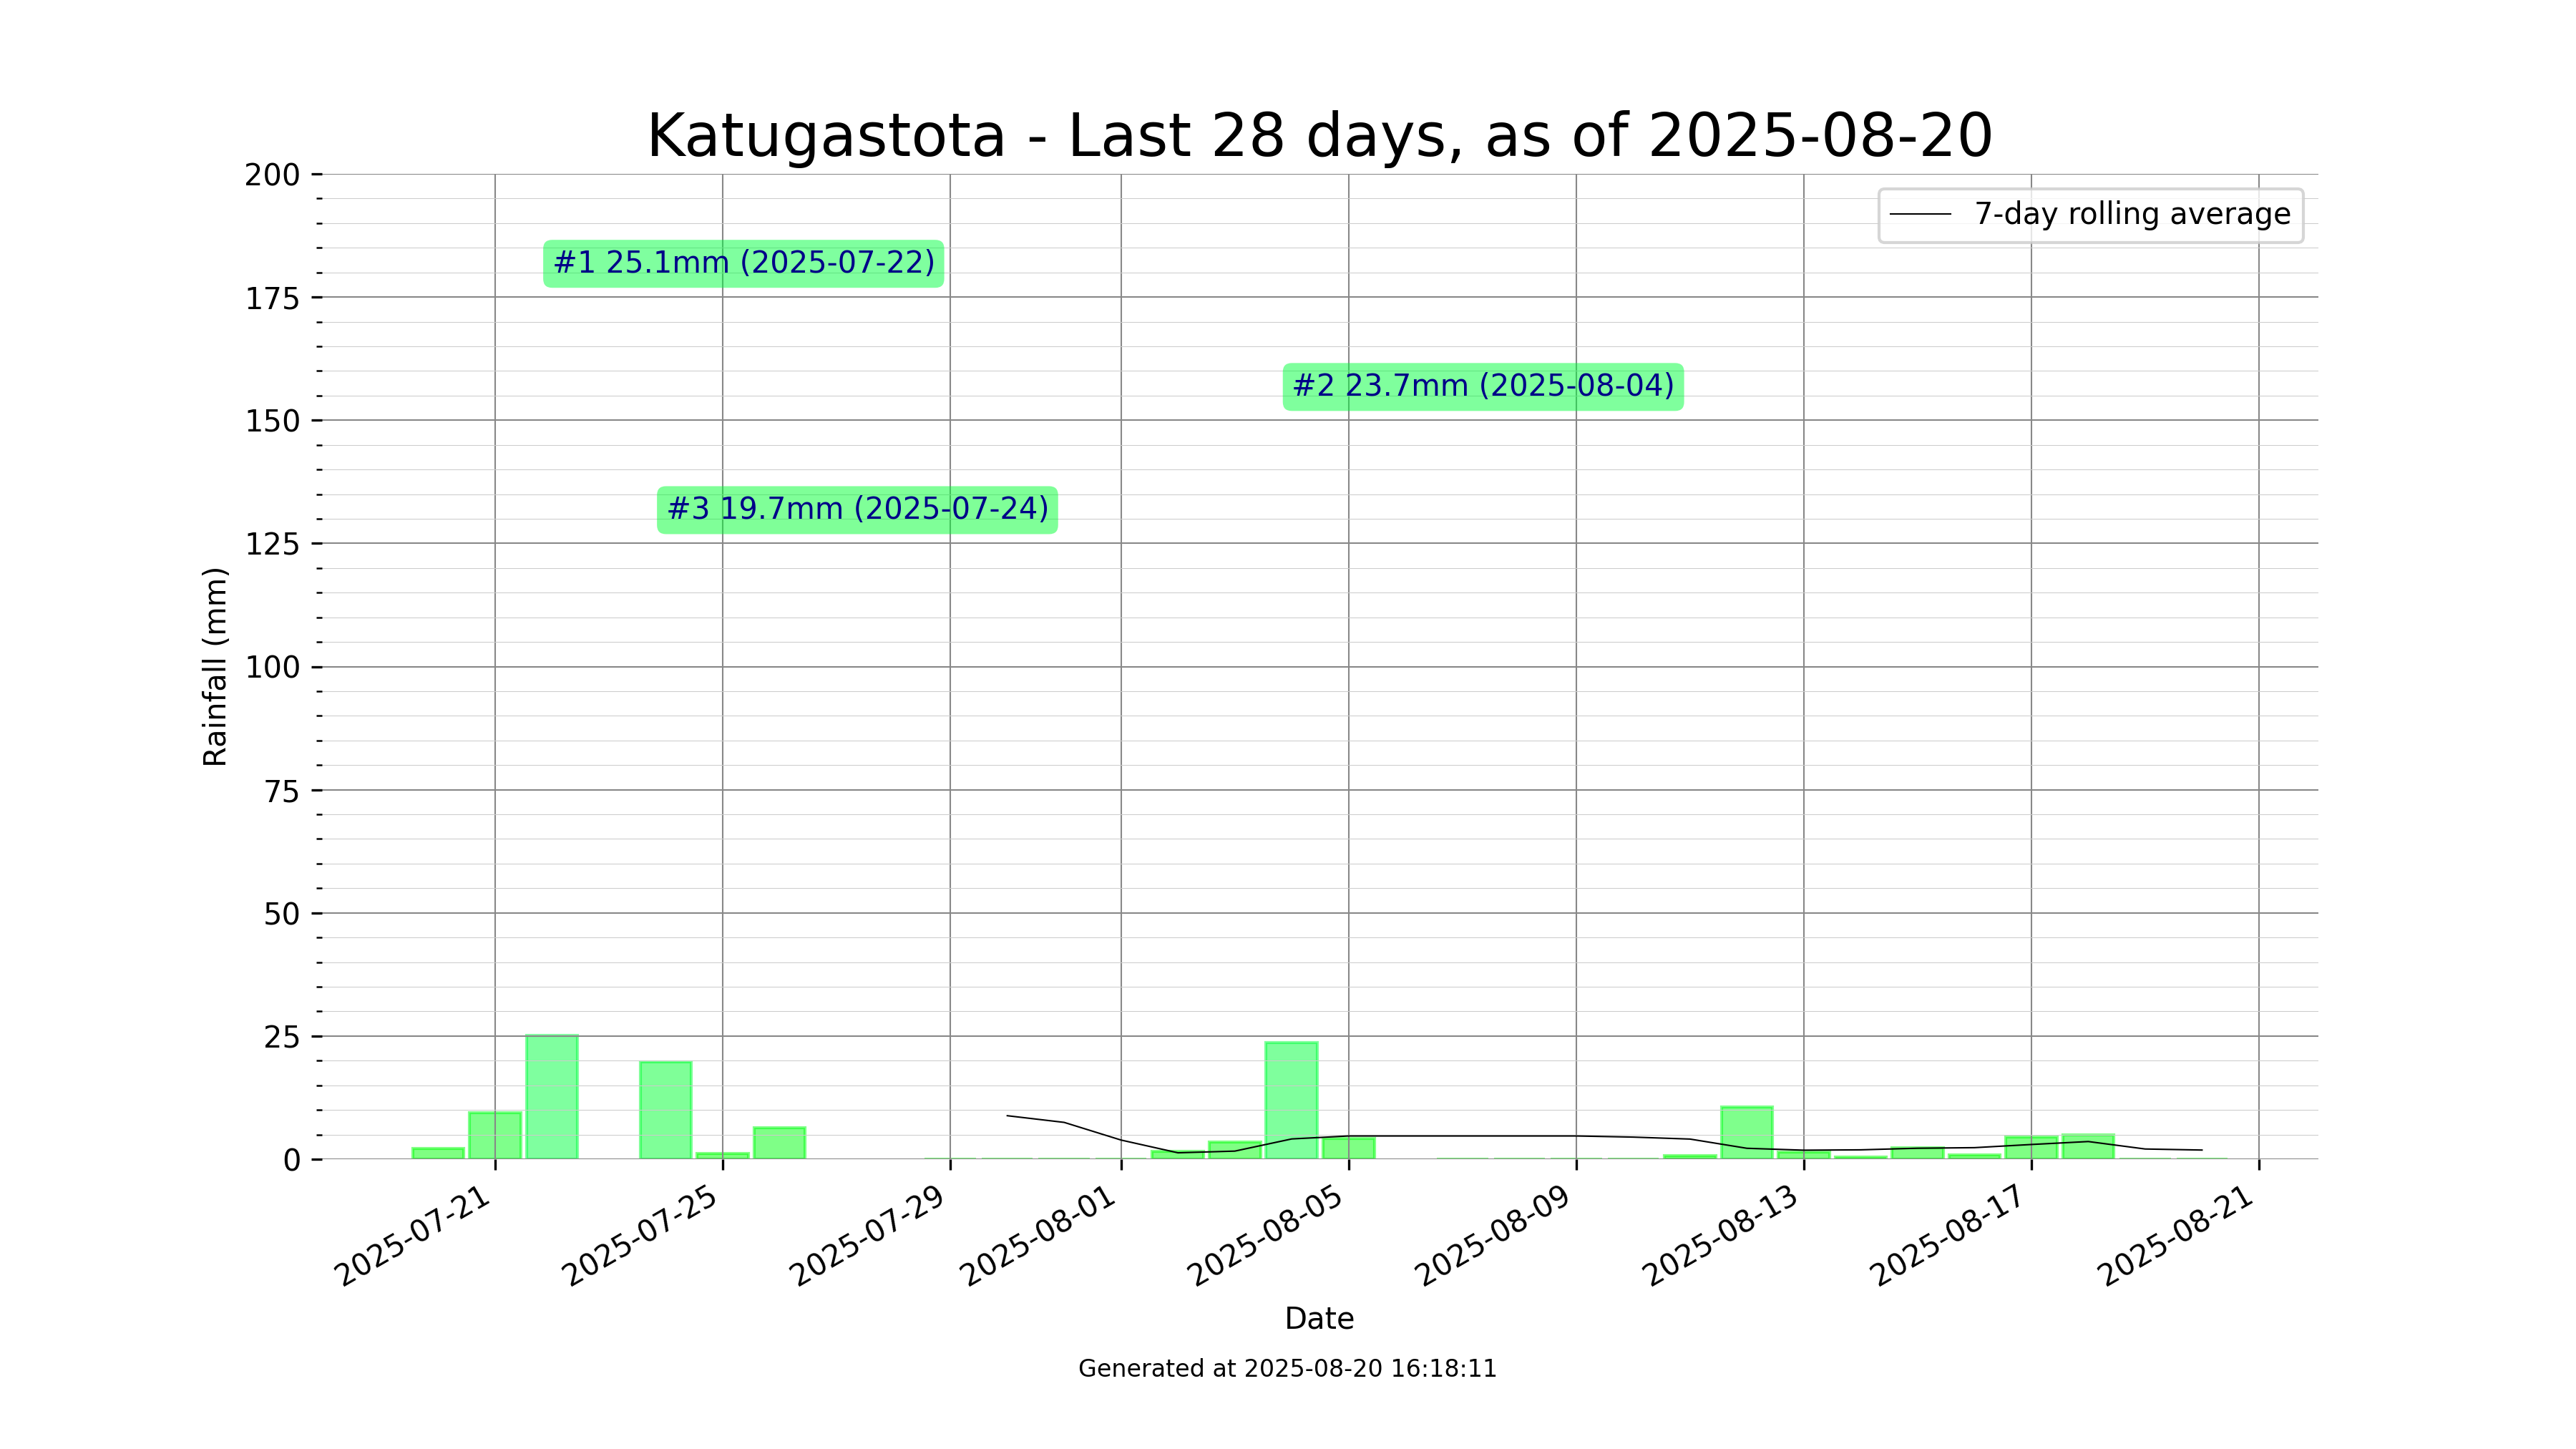 Katugastota - Last 28 days, as of 2025-08-20
7-day rolling average
#1 25.1mm (2025-07-22)
#2 23.7mm (2025-08-04)
#3 19.7mm (2025-07-24)
Rainfall (mm)
200
175
150
125
100
75
50
25
0
2025-07-21
2025-07-25
2025-07-29
2025-08-01
2025-08-05
2025-08-09
2025-08-13
2025-08-17
2025-08-21
Date
Generated at 2025-08-20 16:18:11